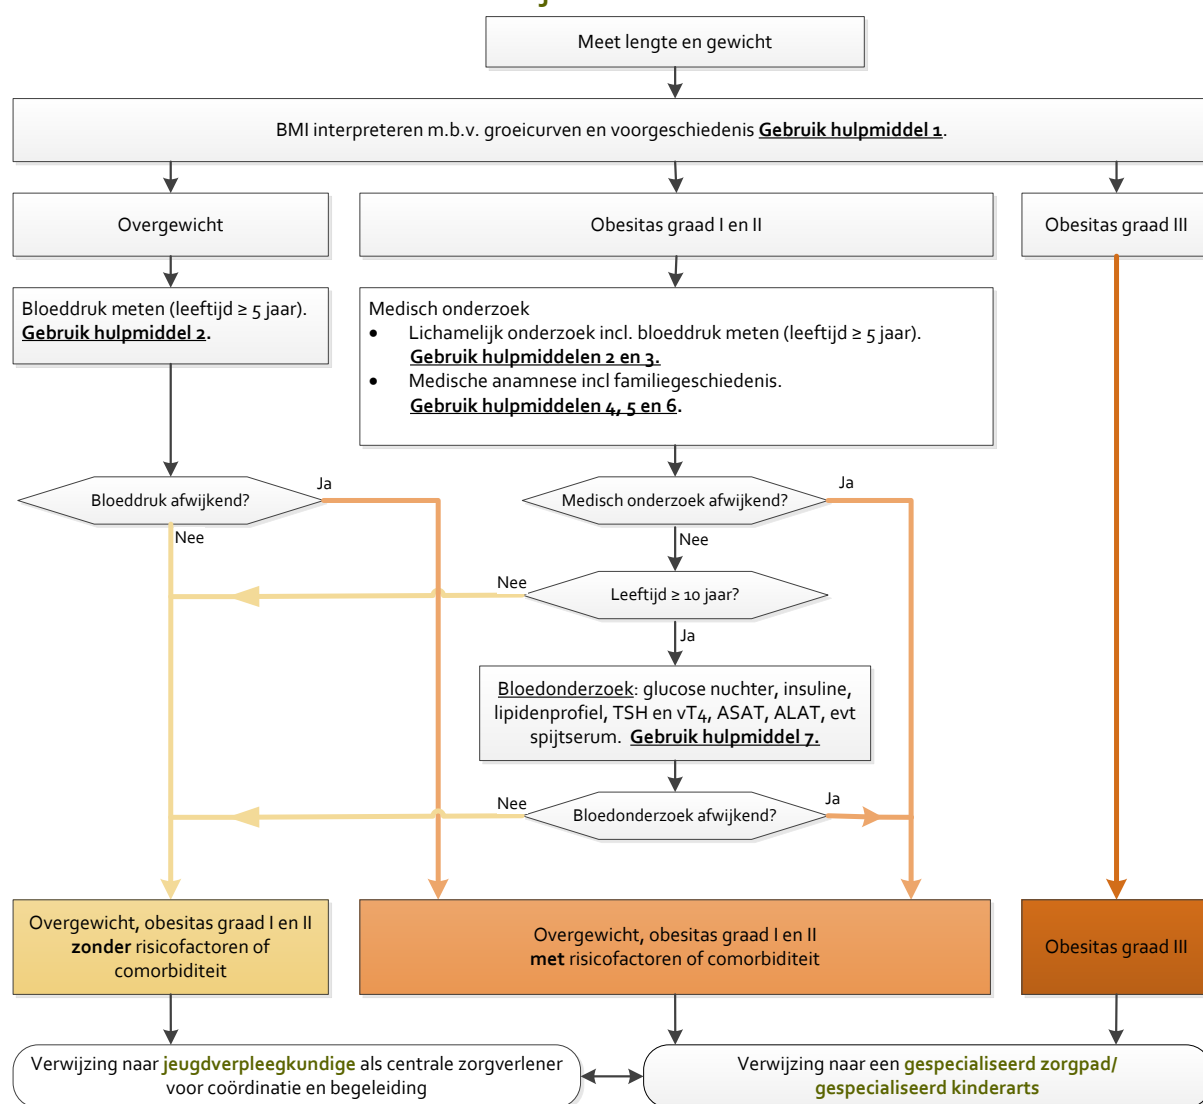 Meet lengte en gewicht
BMI interpreteren m.b.v. groeicurven en voorgeschiedenis Gebruik hulpmiddel 1.
Overgewicht
Obesitas graad I en II
Obesitas graad III
Bloeddruk meten (leeftijd ≥ 5 jaar).
Gebruik hulpmiddel 2.
Medisch onderzoek
• Lichamelijk onderzoek incl. bloeddruk meten (leeftijd ≥ 5 jaar).
Gebruik hulpmiddelen 2 en 3.
• Medische anamnese incl familiegeschiedenis.
Gebruik hulpmiddelen 4, 5 en 6.
Bloeddruk afwijkend?
Ja
Nee
Medisch onderzoek afwijkend?
Ja
Nee
Leeftijd ≥ 10 jaar?
Nee
Ja
Bloedonderzoek: glucose nuchter, insuline,
lipidenprofiel, TSH en vT4, ASAT, ALAT, evt
spijtserum. Gebruik hulpmiddel 7.
Nee
Bloedonderzoek afwijkend?
Ja
Overgewicht, obesitas graad I en II
zonder risicofactoren of
comorbiditeit
Overgewicht, obesitas graad I en II
met risicofactoren of comorbiditeit
Obesitas graad III
Verwijzing naar jeugdverpleegkundige als centrale zorgverlener
voor coördinatie en begeleiding
Verwijzing naar een gespecialiseerd zorgpad/
gespecialiseerd kinderarts